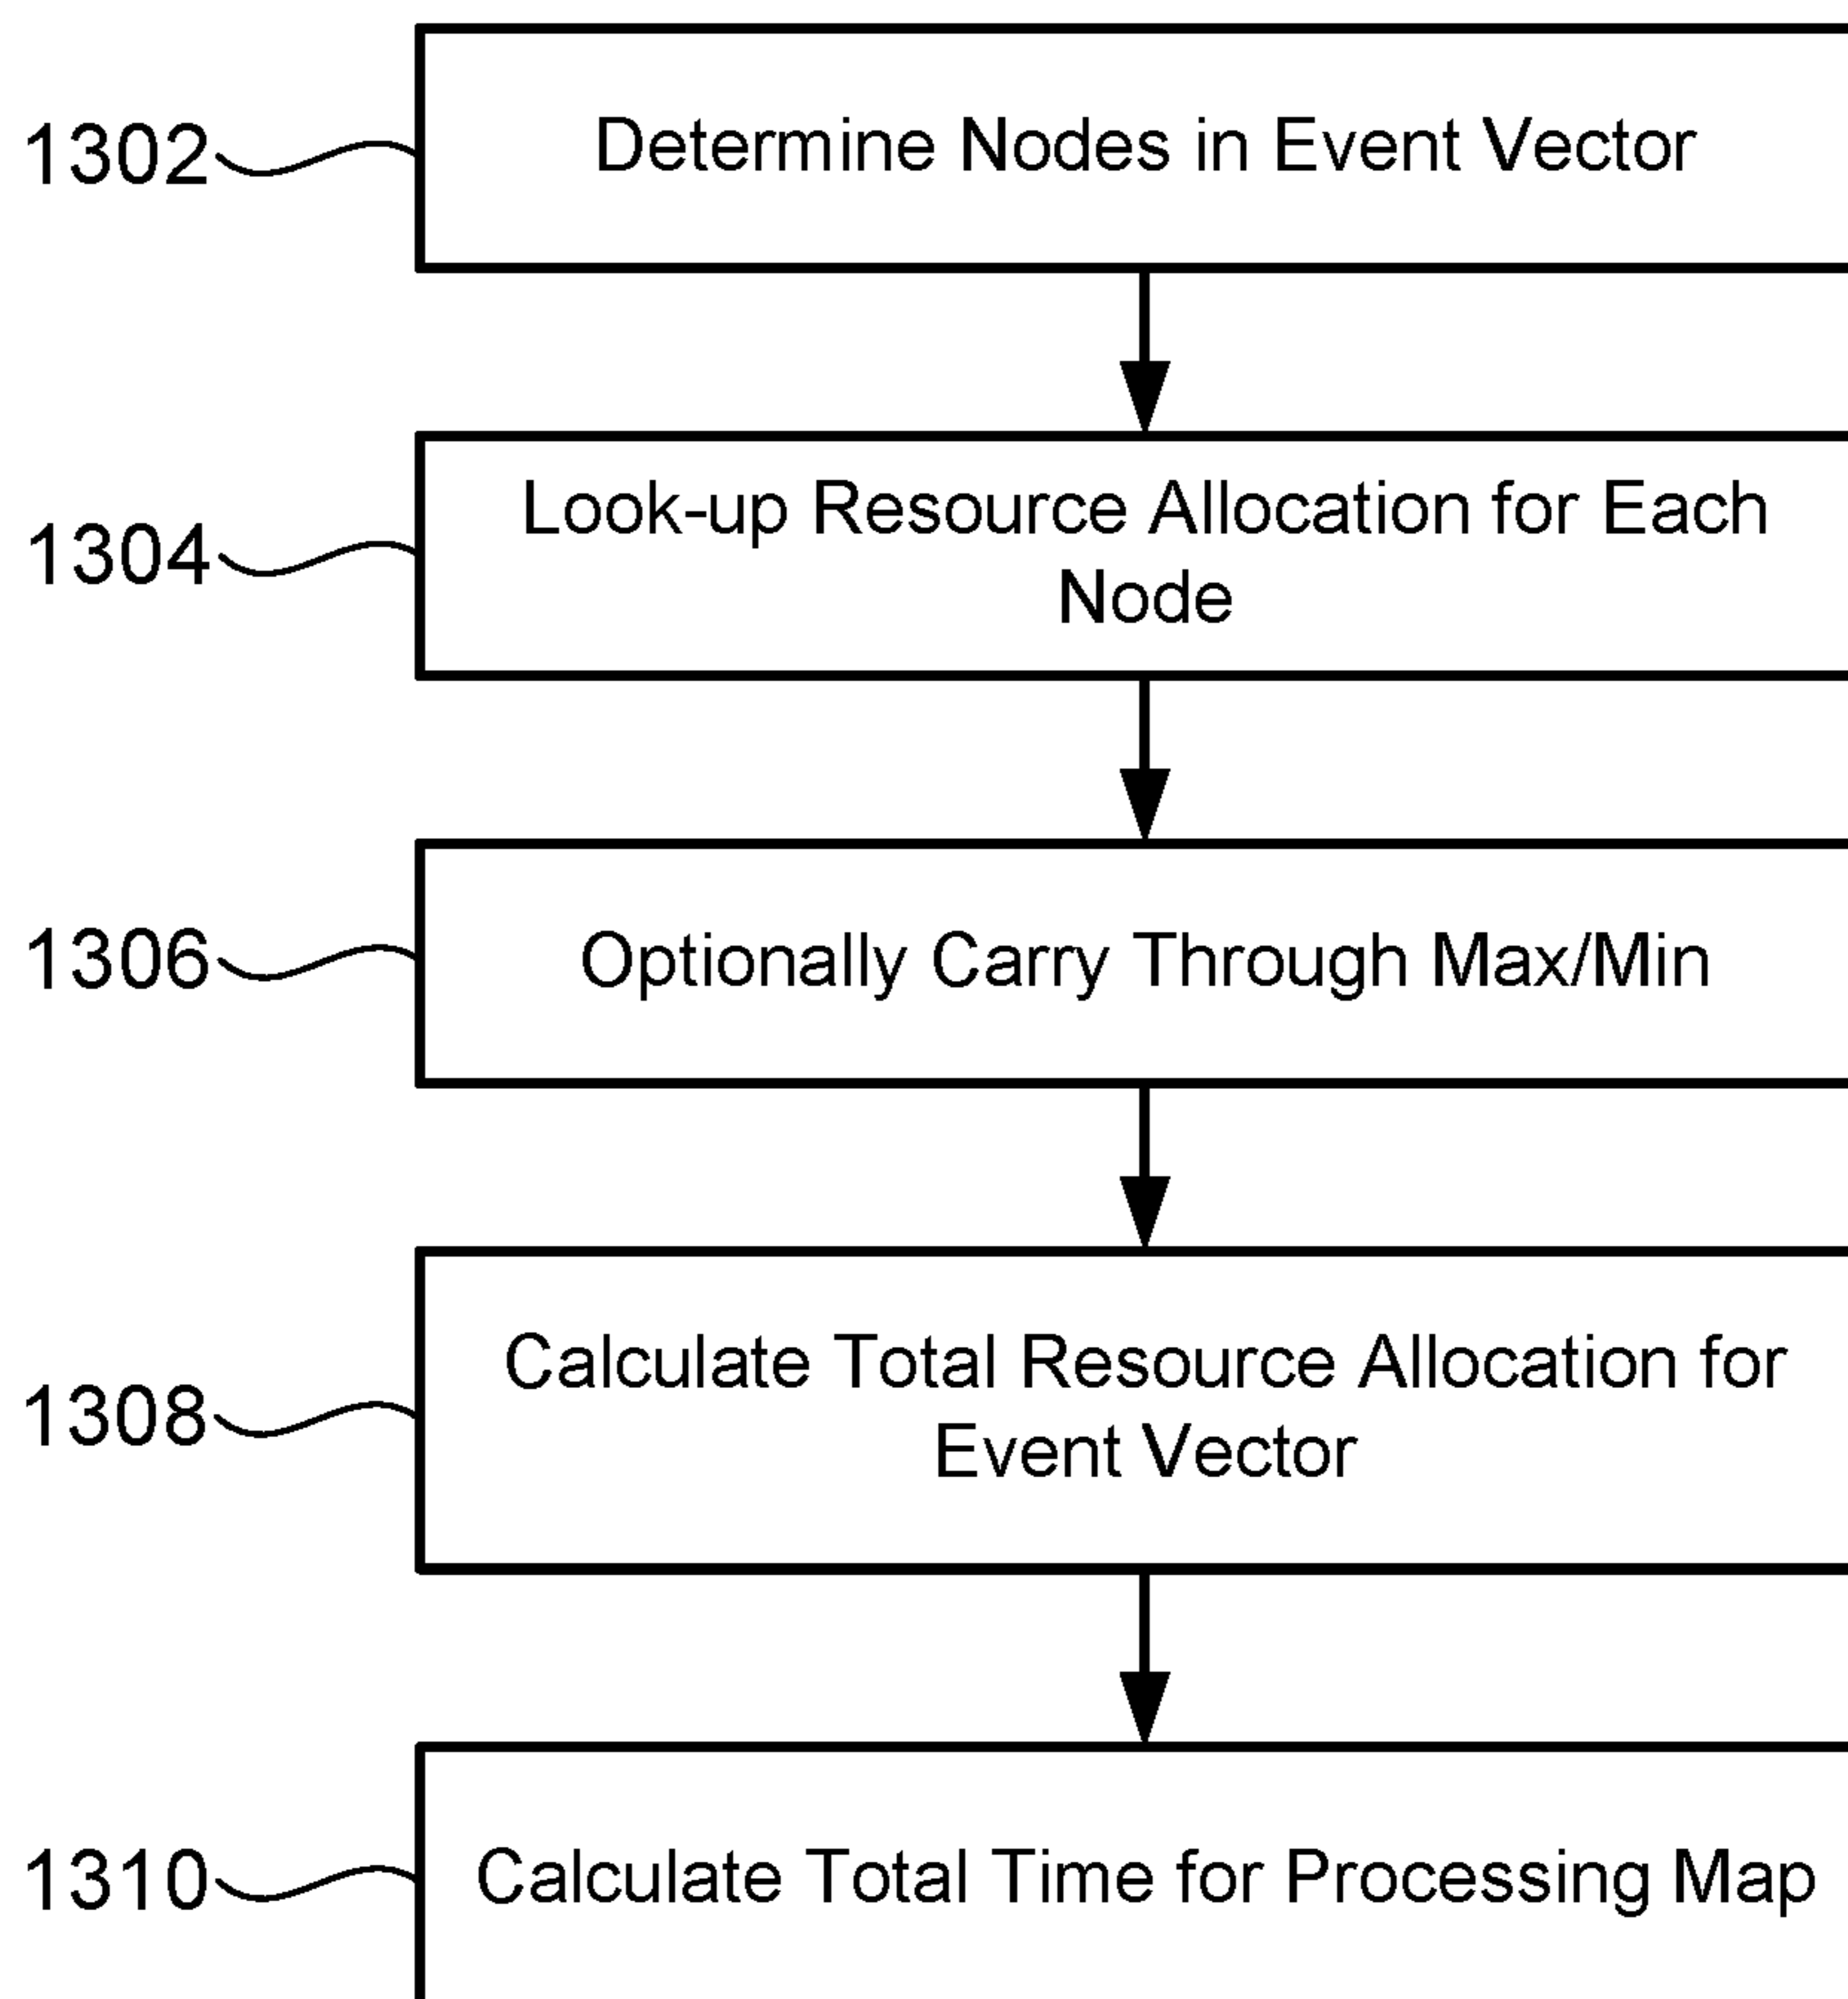 1302
Determine Nodes in Event Vector
1304
Look-up Resource Allocation for Each
Node
1306
Optionally Carry Through Max/Min
1308
Calculate Total Resource Allocation for
Event Vector
1310
Calculate Total Time for Processing Map